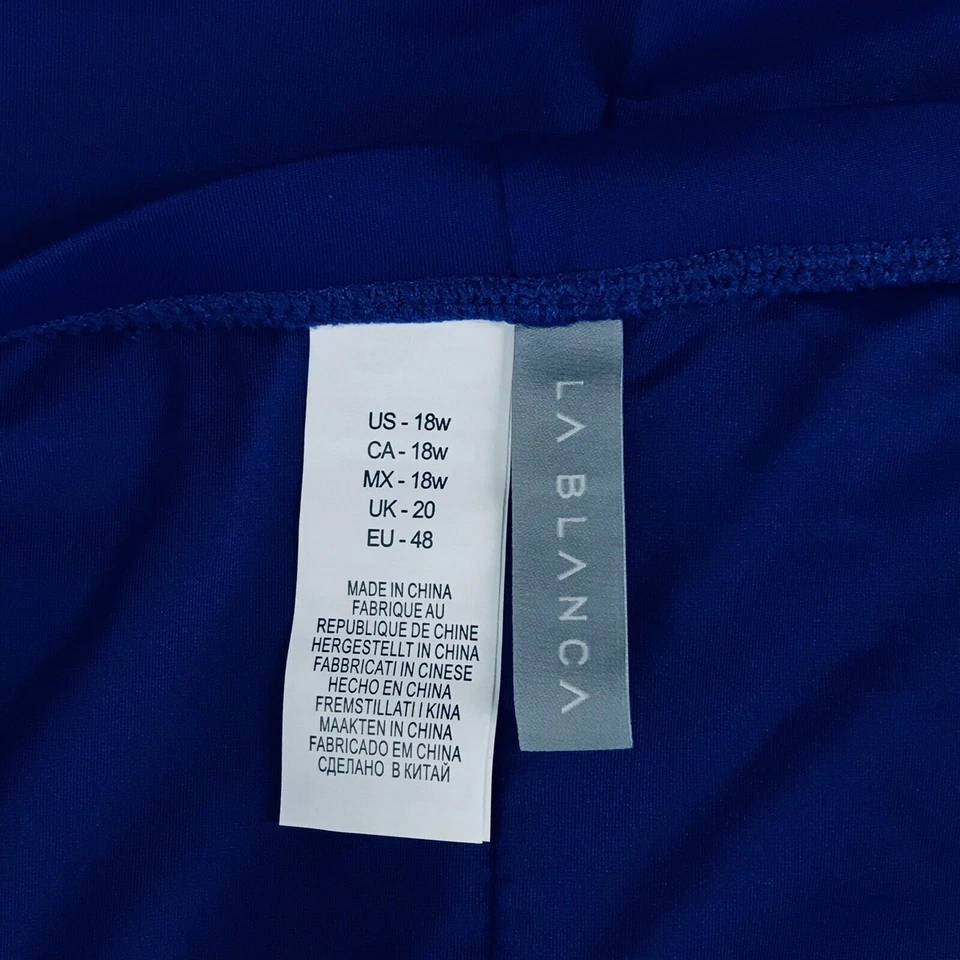 US - 18w
CA - 18w
MX - 18w
UK - 20
EU - 48
MADE IN CHINA
FABRIQUE AU
REPUBLIQUE DE CHINE
HERGESTELLT IN CHINA
FABBRICATI IN CINESE
HECHO EN CHINA
FREMSTILLAT I KINA
MAAKTEN IN CHINA
FABRICADO EM CHINA
СДЕЛАНО В КИТАЙ
LA BLANCA